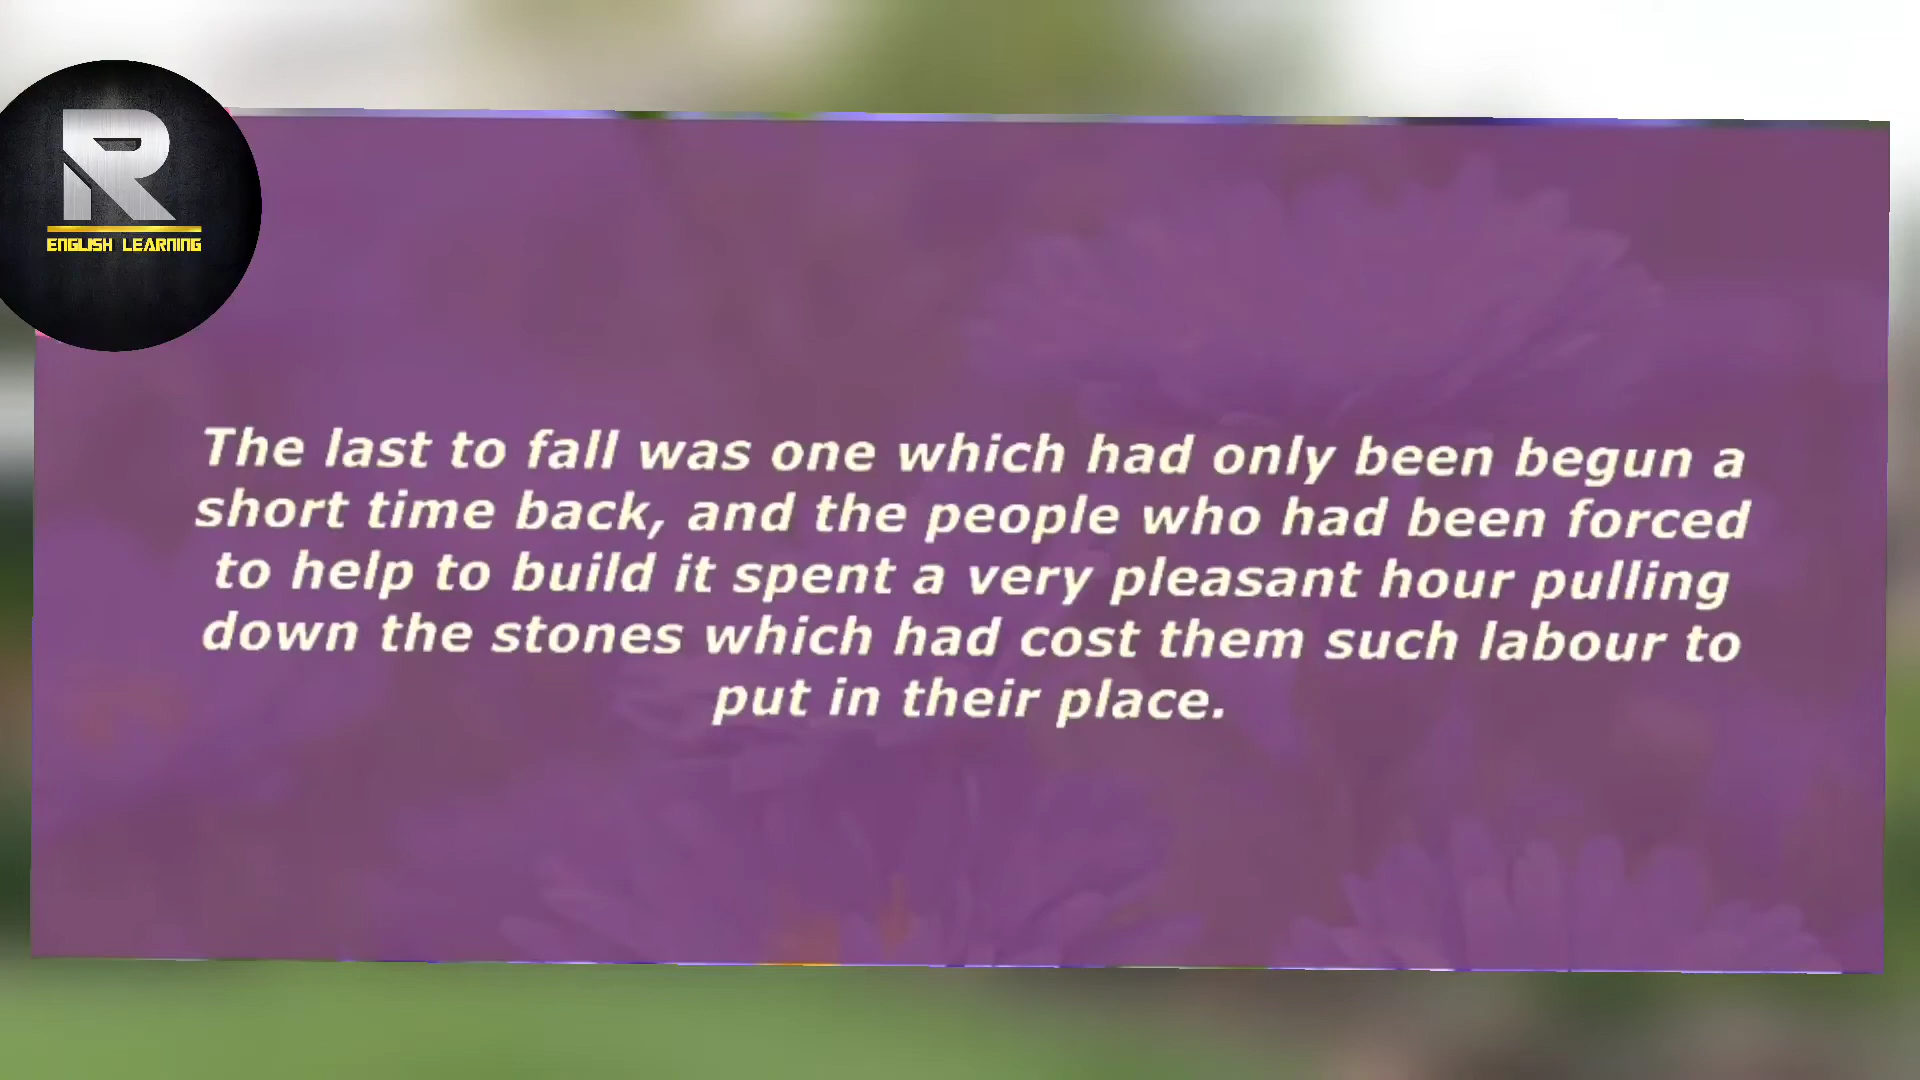 R
ENGLISH LEARNING
The last to fall was one which had only been begun a
short time back, and the people who had been forced
to help to build it spent a very pleasant hour pulling
down the stones which had cost them such labour to
put in their place.